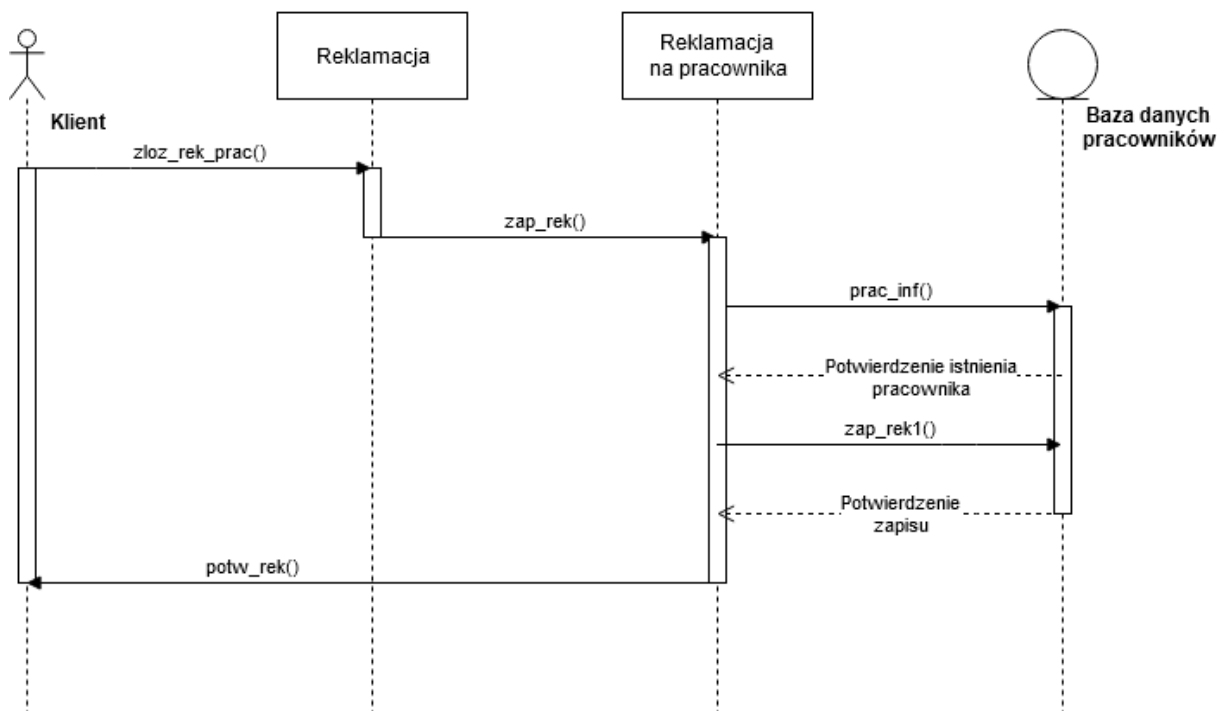 Reklamacja
Reklamacja
na pracownika
Klient
Baza danych
pracowników
zloz_rek_prac()
zap_rek()
prac_inf()
Potwierdzenie istnienia
pracownika
zap_rek1()
Potwierdzenie
zapisu
potw_rek()